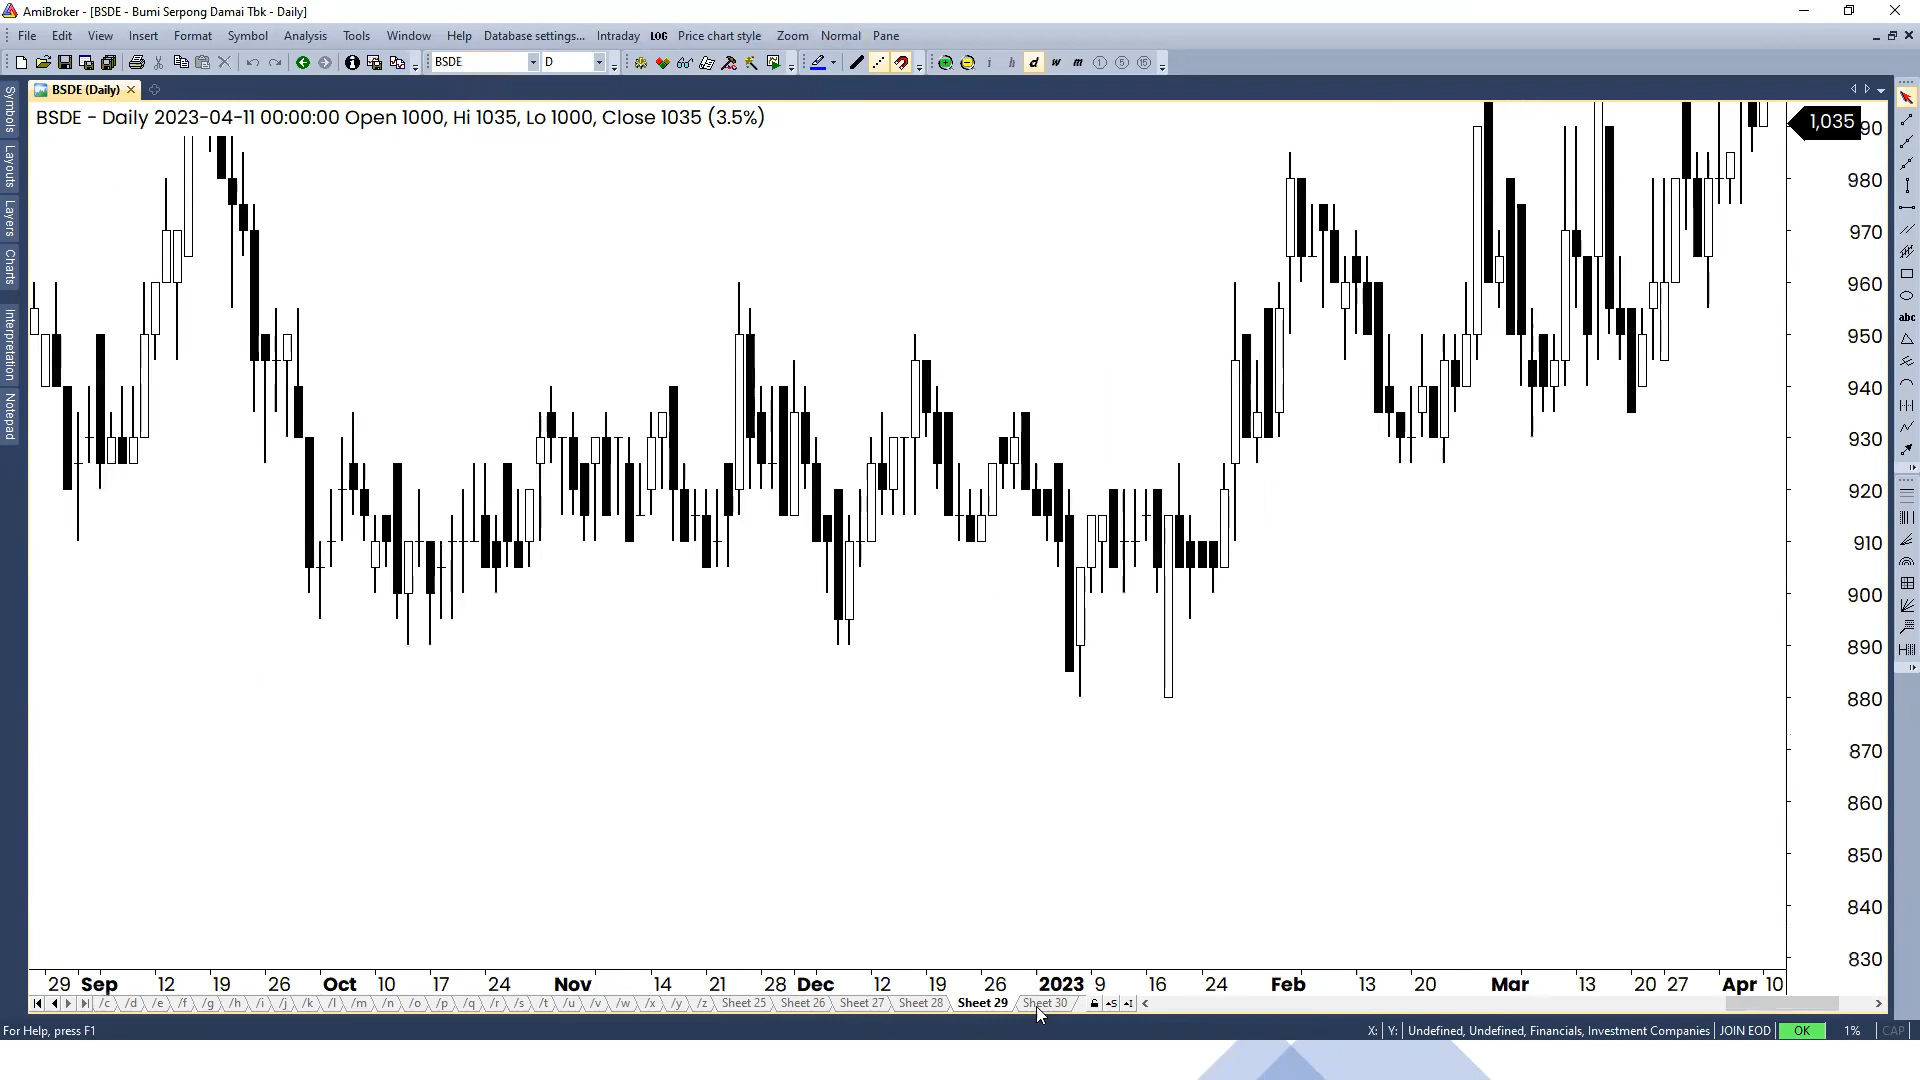 AmiBroker - [BSDE - Bumi Serpong Damai Tbk - Daily]
File Edit View Insert Format Symbol Analysis Tools Window Help Database settings... Intraday LOG Price chart style Zoom Normal Pane
BSDE D i h d w m
BSDE (Daily)
BSDE - Daily 2023-04-11 00:00:00 Open 1000, Hi 1035, Lo 1000, Close 1035 (3.5%)
1,035
980
970
960
950
940
930
920
910
900
890
880
870
860
850
840
830
Symbols
Layouts
Layers
Charts
Interpretation
Notepad
abc
29 Sep 12 19 26 Oct 10 17 24 Nov 14 21 28 Dec 12 19 26 2023 9 16 24 Feb 13 20 Mar 13 20 27 Apr 10
/c /d /e /f /g /h /i /j /k /l /m /n /o /p /q /r /s /t /u /v /w /x /y /z Sheet 25 Sheet 26 Sheet 27 Sheet 28 Sheet 29 Sheet 30
For Help, press F1 X: Y: Undefined, Undefined, Financials, Investment Companies JOIN EOD OK 1% CAP